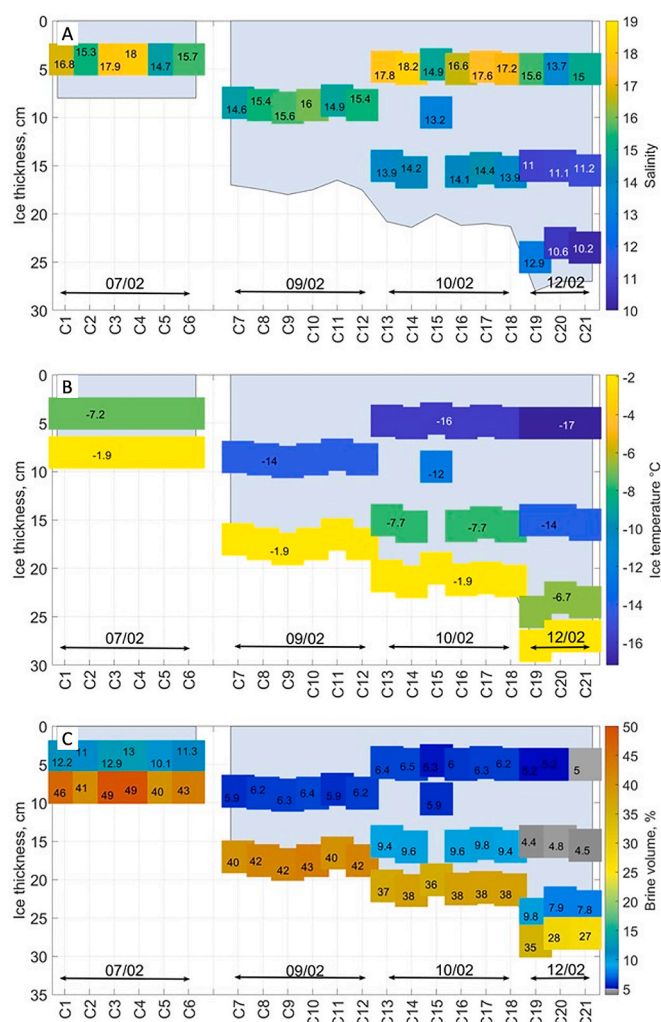 A
0
5
10
15
20
25
30
Ice thickness, cm
16.8 15.3 17.9 18 14.7 15.7
14.6 15.4 15.6 16 14.9 15.4
17.8 18.2 14.9 16.6 17.6 17.2 15.6 13.7 15
13.2
13.9 14.2 14.1 14.4 13.9 11 11.1 11.2
12.9 10.6 10.2
07/02 09/02 10/02 12/02
C1 C2 C3 C4 C5 C6 C7 C8 C9 C10 C11 C12 C13 C14 C15 C16 C17 C18 C19 C20 C21
19
18
17
16
15
14
13
12
11
10
Salinity
B
0
5
10
15
20
25
30
Ice thickness, cm
-7.2
-1.9
-14
-1.9
-16 -17
-12
-7.7 -7.7 -14
-1.9
-6.7
07/02 09/02 10/02 12/02
C1 C2 C3 C4 C5 C6 C7 C8 C9 C10 C11 C12 C13 C14 C15 C16 C17 C18 C19 C20 C21
-2
-4
-6
-8
-10
-12
-14
-16
Ice temperature °C
C
0
5
10
15
20
25
30
35
Ice thickness, cm
12.2 11 12.9 13 10.1 11.3
46 41 49 49 40 43
5.9 6.2 6.3 6.4 5.9 6.2
40 42 42 43 40 42
6.4 6.5 5.3 6 6.3 6.2 5.2 5.2 5
5.9
9.4 9.6 9.6 9.8 9.4 4.4 4.8 4.5
37 38 36 38 38 38
9.8 7.9 7.8
35 28 27
07/02 09/02 10/02 12/02
C1 C2 C3 C4 C5 C6 C7 C8 C9 C10 C11 C12 C13 C14 C15 C16 C17 C18 C19 C20 C21
50
45
40
35
30
25
20
15
10
5
Brine volume, %